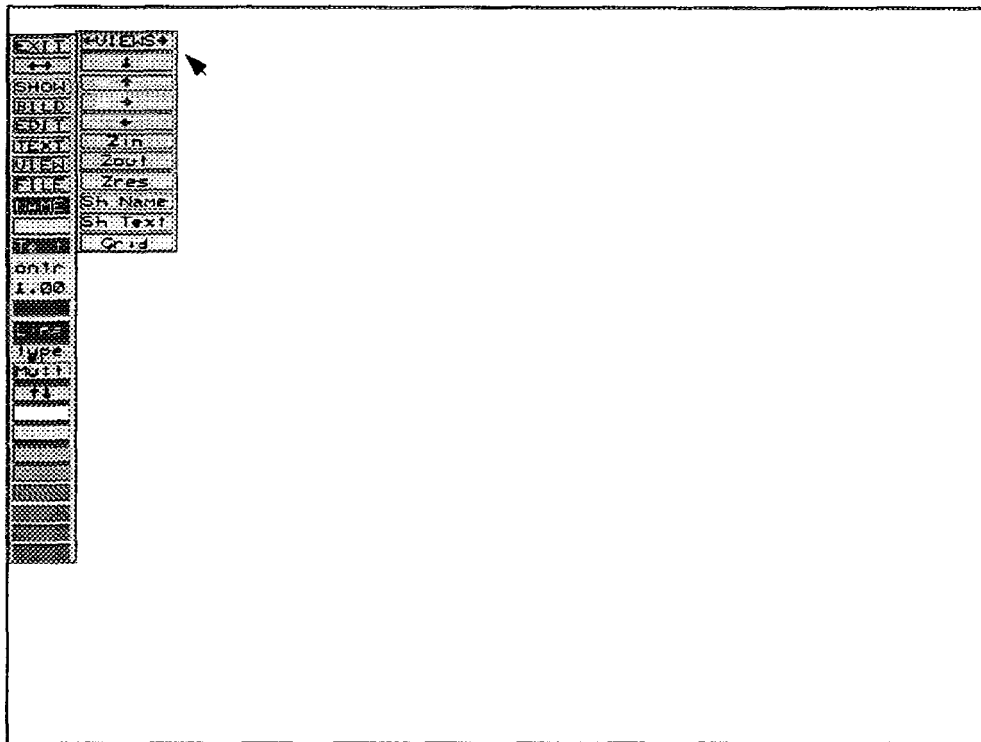 EXIT
↔
SHOW
BILD
EDIT
TEXT
VIEW
FILE
ontr
1.00
Type
Mult
↑↓
←VIEWS→
↓
↑
→
←
Zin
Zout
Zres
Sh Name
Sh Text
Grid